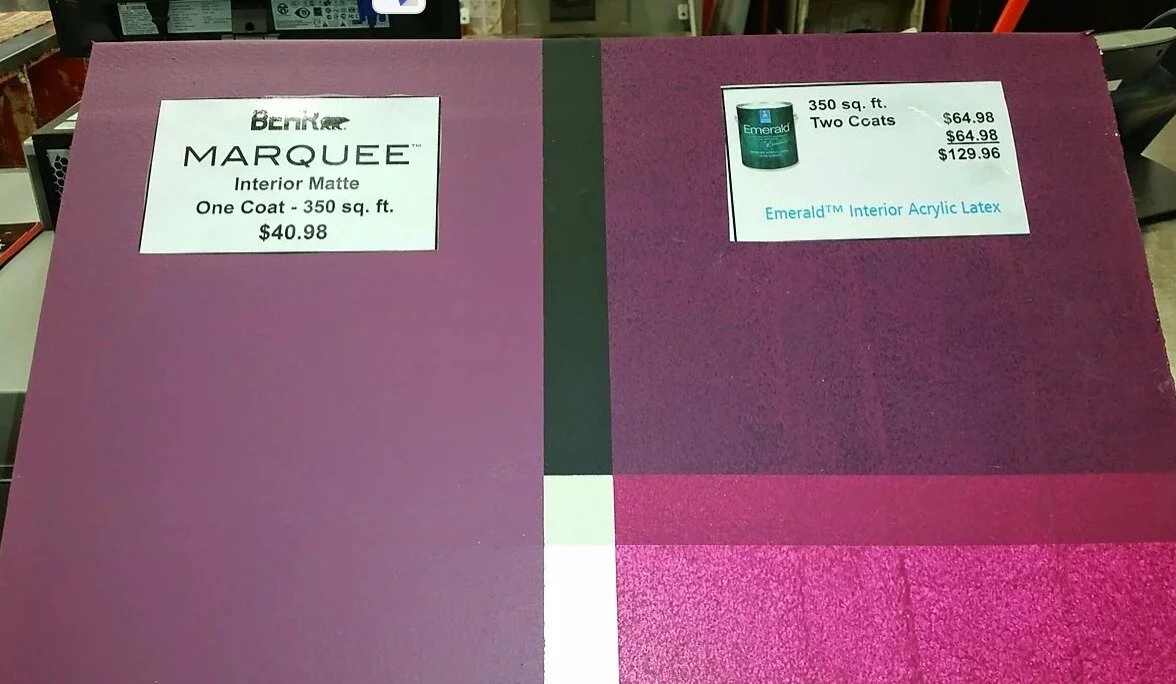 BEHR
MARQUEE™
Interior Matte
One Coat - 350 sq. ft.
$40.98
Emerald
350 sq. ft.
Two Coats
$64.98
$64.98
$129.96
Emerald™ Interior Acrylic Latex